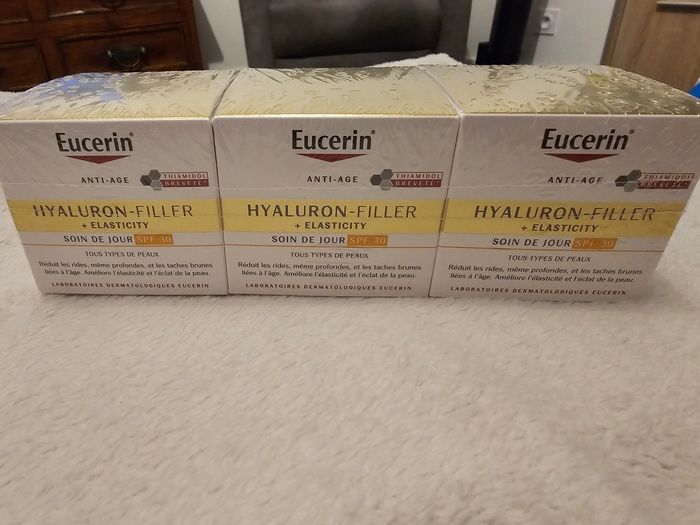 Eucerin®
ANTI-AGE THIAMIDOL BREVETÉ*
HYALURON-FILLER
+ ELASTICITY
SOIN DE JOUR SPF 30
TOUS TYPES DE PEAUX
Réduit les rides, même profondes, et les taches brunes
liées à l'âge. Améliore l'élasticité et l'éclat de la peau.
LABORATOIRES DERMATOLOGIQUES EUCERIN
Eucerin®
ANTI-AGE THIAMIDOL BREVETÉ*
HYALURON-FILLER
+ ELASTICITY
SOIN DE JOUR SPF 30
TOUS TYPES DE PEAUX
Réduit les rides, même profondes, et les taches brunes
liées à l'âge. Améliore l'élasticité et l'éclat de la peau.
LABORATOIRES DERMATOLOGIQUES EUCERIN
Eucerin®
ANTI-AGE THIAMIDOL BREVETÉ*
HYALURON-FILLER
+ ELASTICITY
SOIN DE JOUR SPF 30
TOUS TYPES DE PEAUX
Réduit les rides, même profondes, et les taches brunes
liées à l'âge. Améliore l'élasticité et l'éclat de la peau.
LABORATOIRES DERMATOLOGIQUES EUCERIN